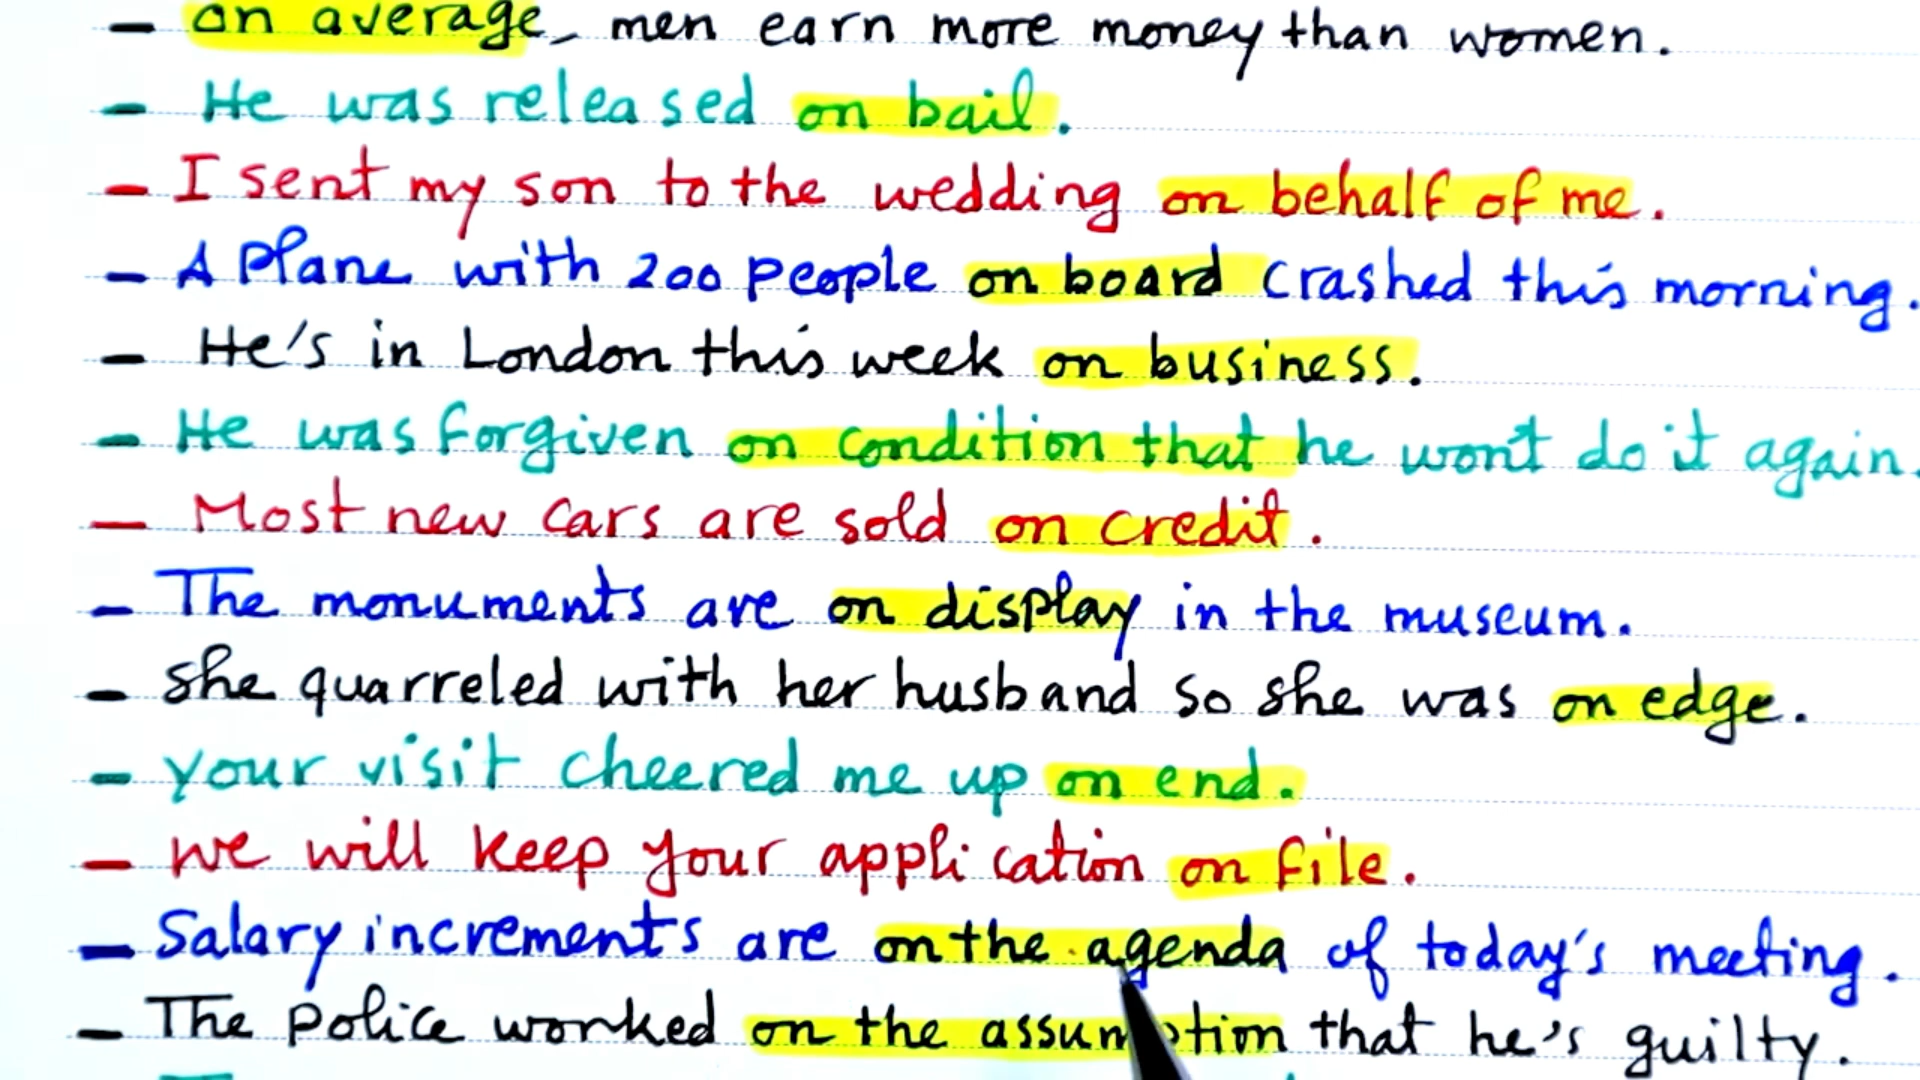 - on average, men earn more money than women.
- He was released on bail.
- I sent my son to the wedding on behalf of me.
- A plane with 200 people on board crashed this morning.
- He's in London this week on business.
- He was forgiven on condition that he won't do it again.
- Most new cars are sold on credit.
- The monuments are on display in the museum.
- She quarreled with her husband so she was on edge.
- your visit cheered me up on end.
- we will keep your application on file.
- Salary increments are on the agenda of today's meeting.
- The police worked on the assumption that he's guilty.